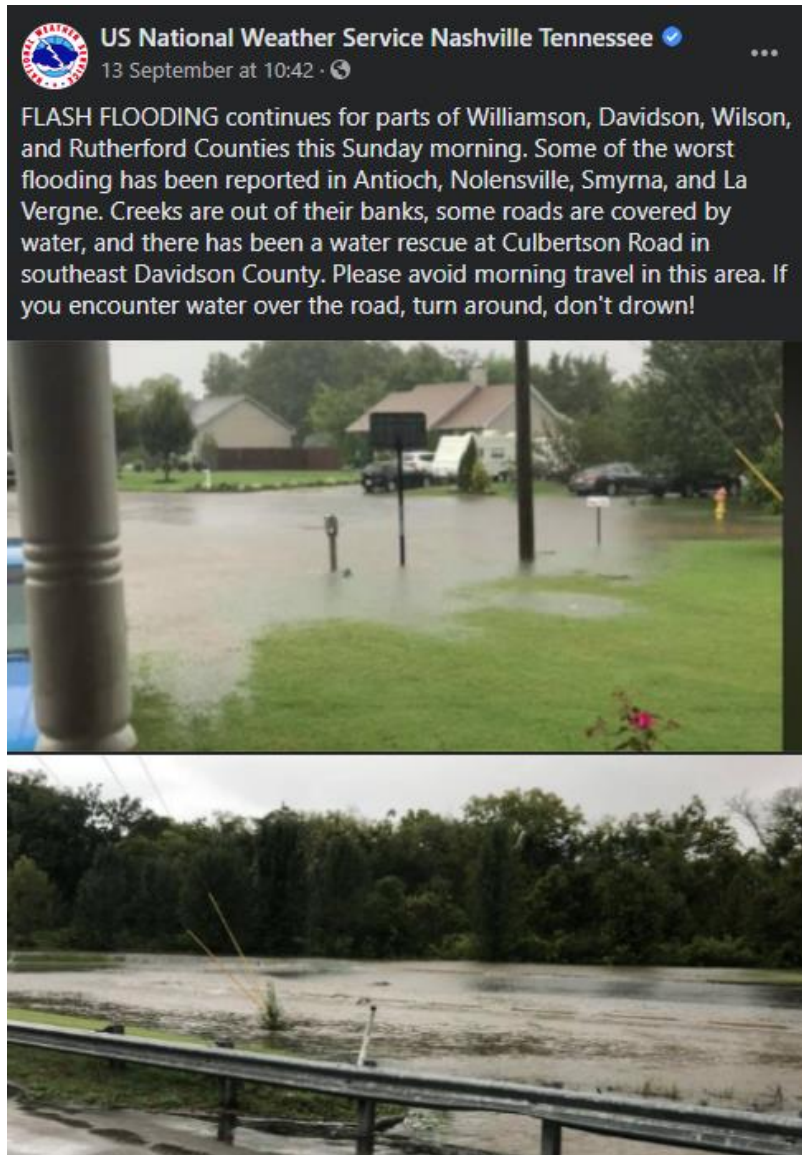 US National Weather Service Nashville Tennessee
13 September at 10:42 ·
FLASH FLOODING continues for parts of Williamson, Davidson, Wilson,
and Rutherford Counties this Sunday morning. Some of the worst
flooding has been reported in Antioch, Nolensville, Smyrna, and La
Vergne. Creeks are out of their banks, some roads are covered by
water, and there has been a water rescue at Culbertson Road in
southeast Davidson County. Please avoid morning travel in this area. If
you encounter water over the road, turn around, don't drown!